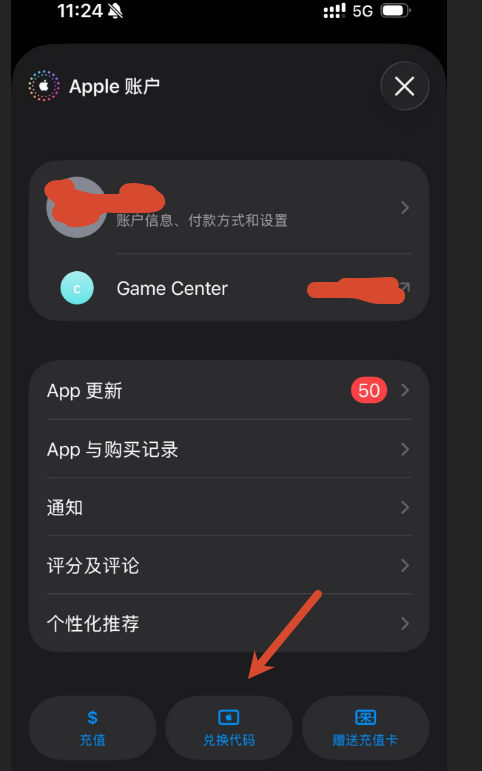 11:24
5G
Apple 账户
账户信息、付款方式和设置
c
Game Center
App 更新
50
App 与购买记录
通知
评分及评论
个性化推荐
$
充值
兑换代码
赠送充值卡